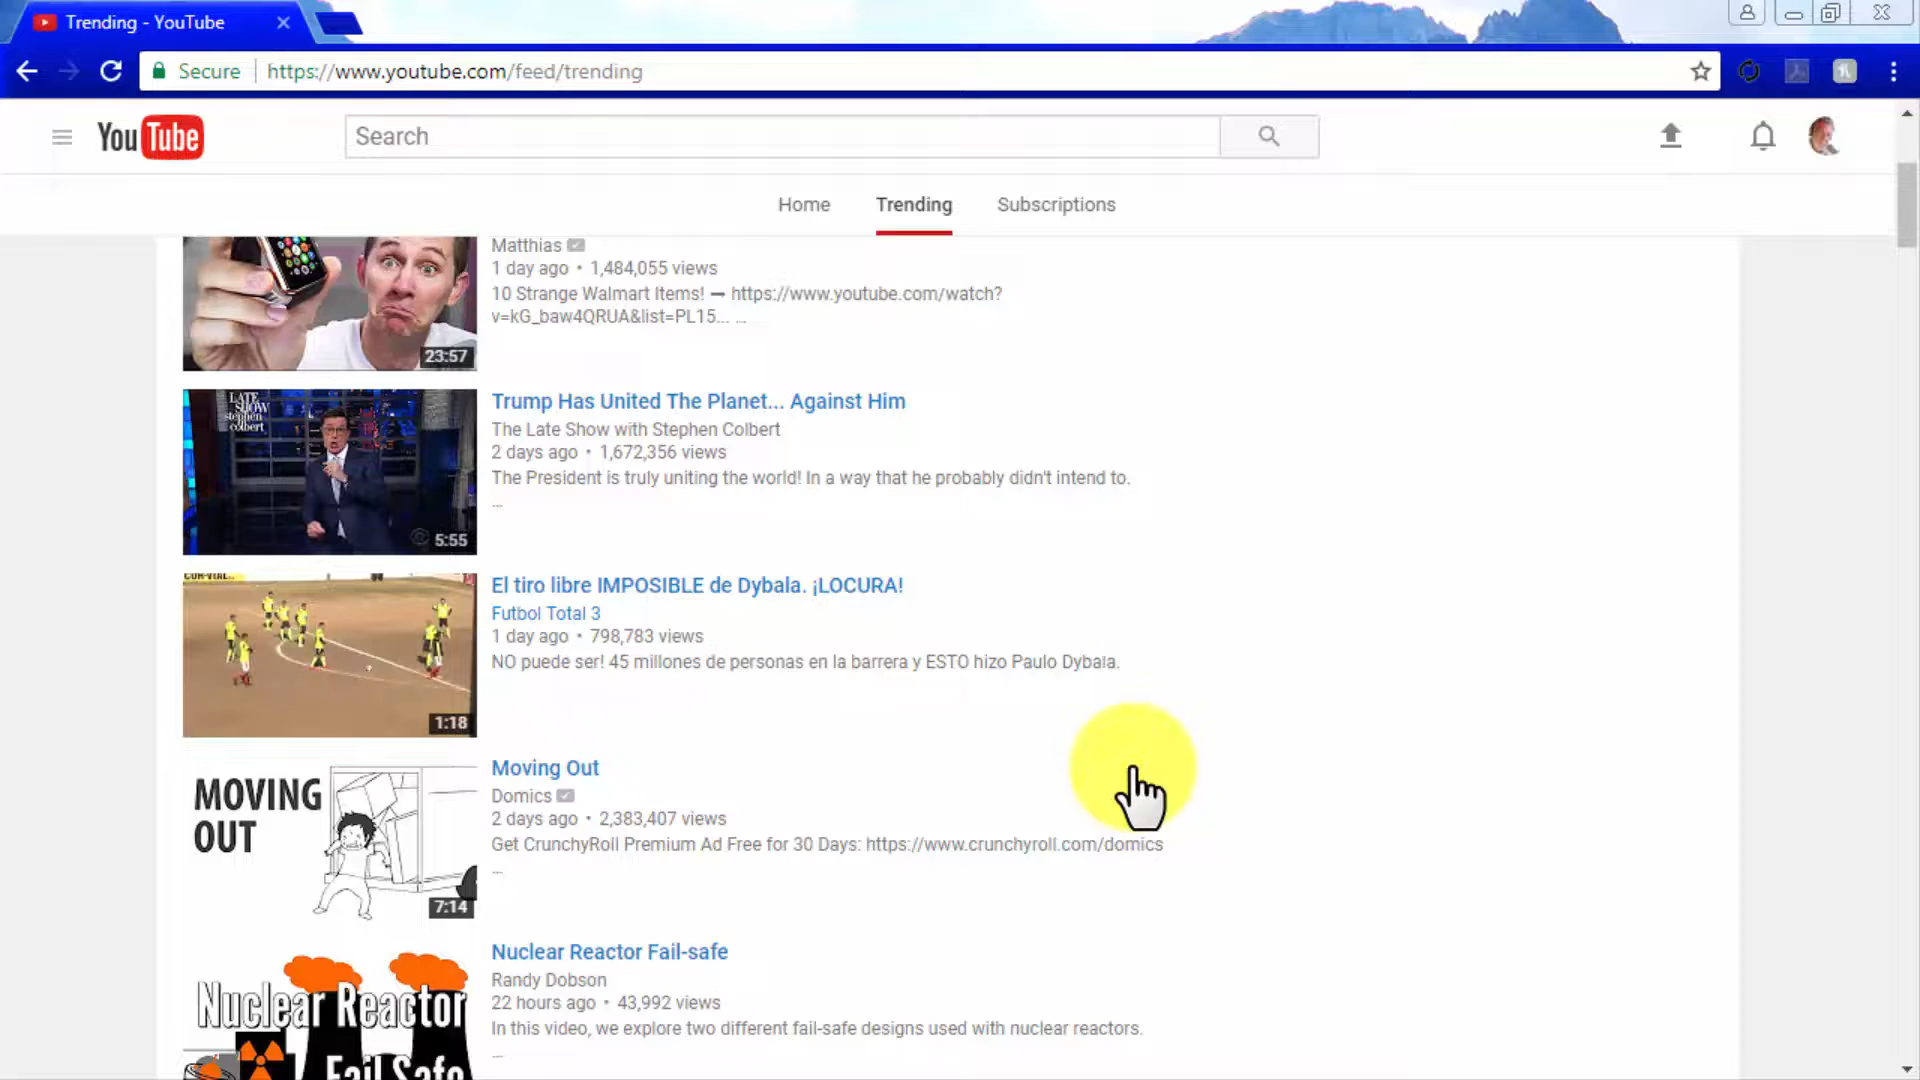 Trending - YouTube
Secure https://www.youtube.com/feed/trending
YouTube
Search
Home Trending Subscriptions
Matthias
1 day ago • 1,484,055 views
10 Strange Walmart Items! ➞ https://www.youtube.com/watch?
v=kG_baw4QRUA&list=PL15... ...
23:57
LATE
SHOW
stephen
colbert
Trump Has United The Planet... Against Him
The Late Show with Stephen Colbert
2 days ago • 1,672,356 views
The President is truly uniting the world! In a way that he probably didn't intend to.
...
5:55
El tiro libre IMPOSIBLE de Dybala. ¡LOCURA!
Futbol Total 3
1 day ago • 798,783 views
NO puede ser! 45 millones de personas en la barrera y ESTO hizo Paulo Dybala.
1:18
MOVING
OUT
Moving Out
Domics
2 days ago • 2,383,407 views
Get CrunchyRoll Premium Ad Free for 30 Days: https://www.crunchyroll.com/domics
...
7:14
Nuclear Reactor
Fail Safe
Nuclear Reactor Fail-safe
Randy Dobson
22 hours ago • 43,992 views
In this video, we explore two different fail-safe designs used with nuclear reactors.
...